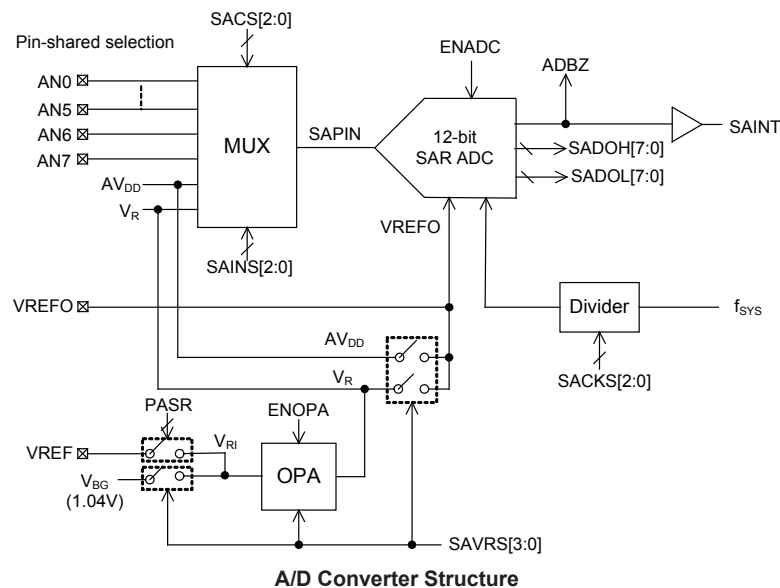 SACS[2:0]
Pin-shared selection
ENADC
ADBZ
AN0
AN5
AN6
AN7
AVDD
VR
MUX
SAPIN
12-bit
SAR ADC
SAINT
SADOH[7:0]
SADOL[7:0]
VREFO
SAINS[2:0]
VREFO
Divider
fSYS
AVDD
VR
SACKS[2:0]
PASR
ENOPA
VREF
VRI
VBG
(1.04V)
OPA
SAVRS[3:0]
A/D Converter Structure